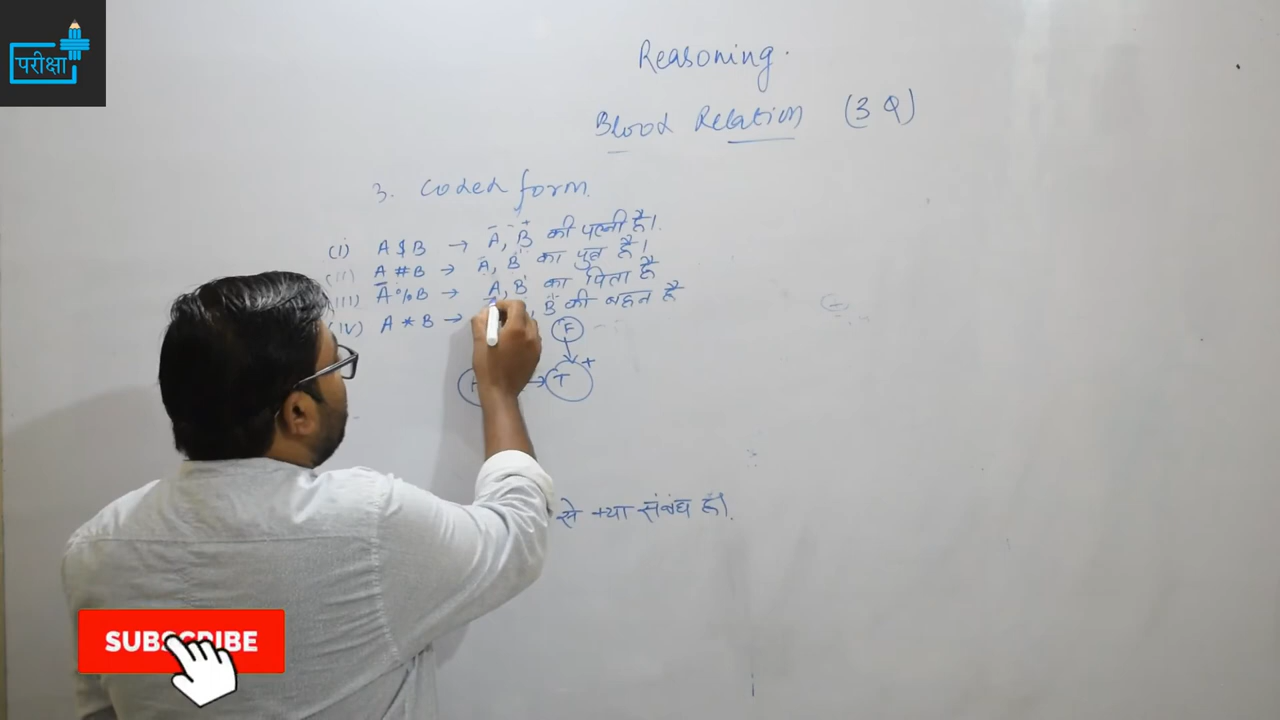 परीक्षा
Reasoning.
Blood Relation (3 Q)
3. Coded form.
(i) A $ B → A, B की पत्नी है।
(ii) A # B → A, B का पुत्र है।
(iii) A % B → A, B का पिता है
(iv) A * B → , B की बहन है
F
T +
से क्या संबंध है।
SUBSCRIBE